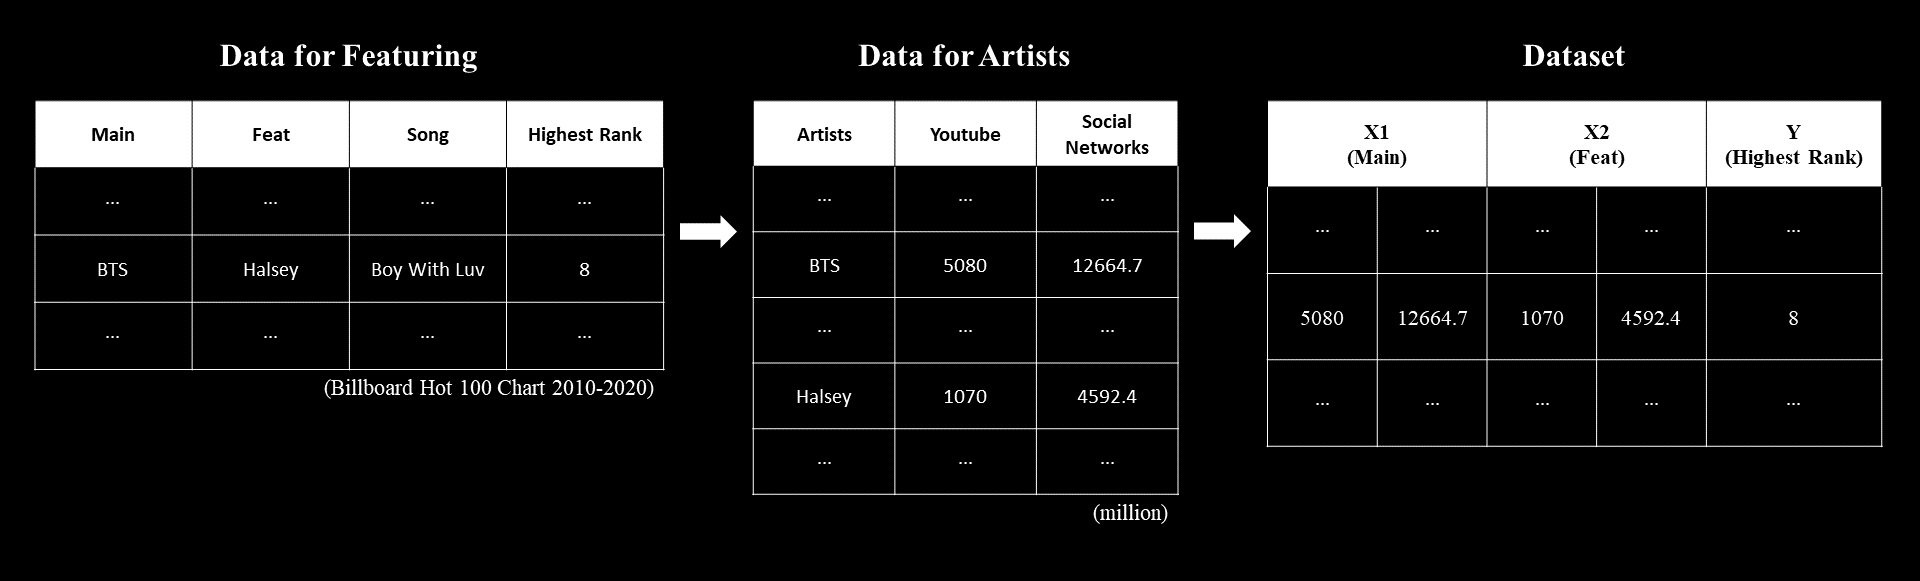 Data for Featuring
Main Feat Song Highest Rank
... ... ... ...
BTS Halsey Boy With Luv 8
... ... ... ...
(Billboard Hot 100 Chart 2010-2020)
Data for Artists
Artists Youtube Social Networks
... ... ...
BTS 5080 12664.7
... ... ...
Halsey 1070 4592.4
... ... ...
(million)
Dataset
X1 X2 Y
(Main) (Feat) (Highest Rank)
... ... ... ... ...
5080 12664.7 1070 4592.4 8
... ... ... ... ...